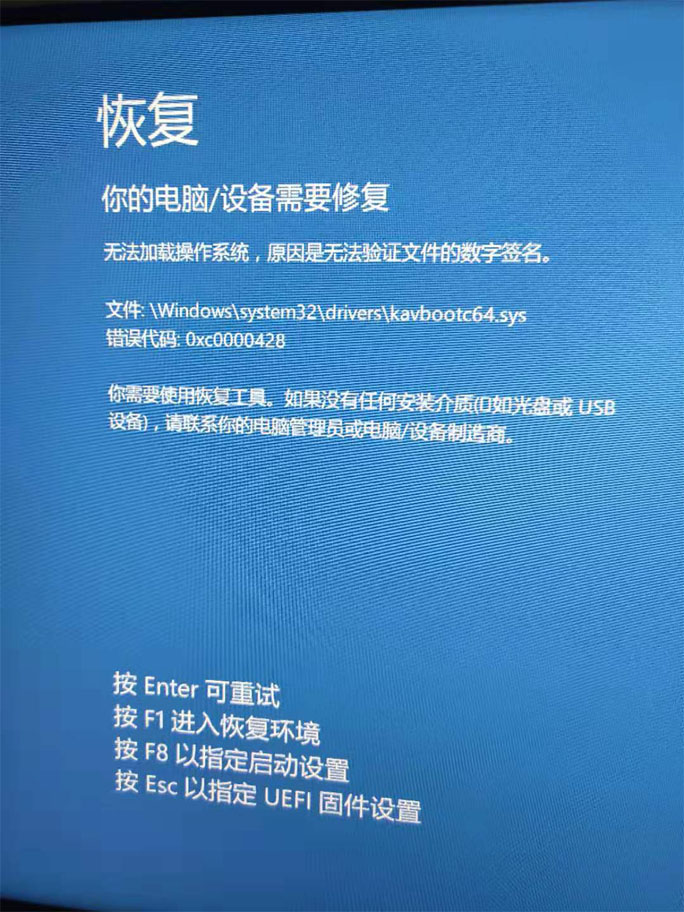 恢复
你的电脑/设备需要修复
无法加载操作系统，原因是无法验证文件的数字签名。
文件: \Windows\system32\drivers\kavbootc64.sys
错误代码: 0xc0000428
你需要使用恢复工具。如果没有任何安装介质(如光盘或 USB
设备)，请联系你的电脑管理员或电脑/设备制造商。
按 Enter 可重试
按 F1 进入恢复环境
按 F8 以指定启动设置
按 Esc 以指定 UEFI 固件设置